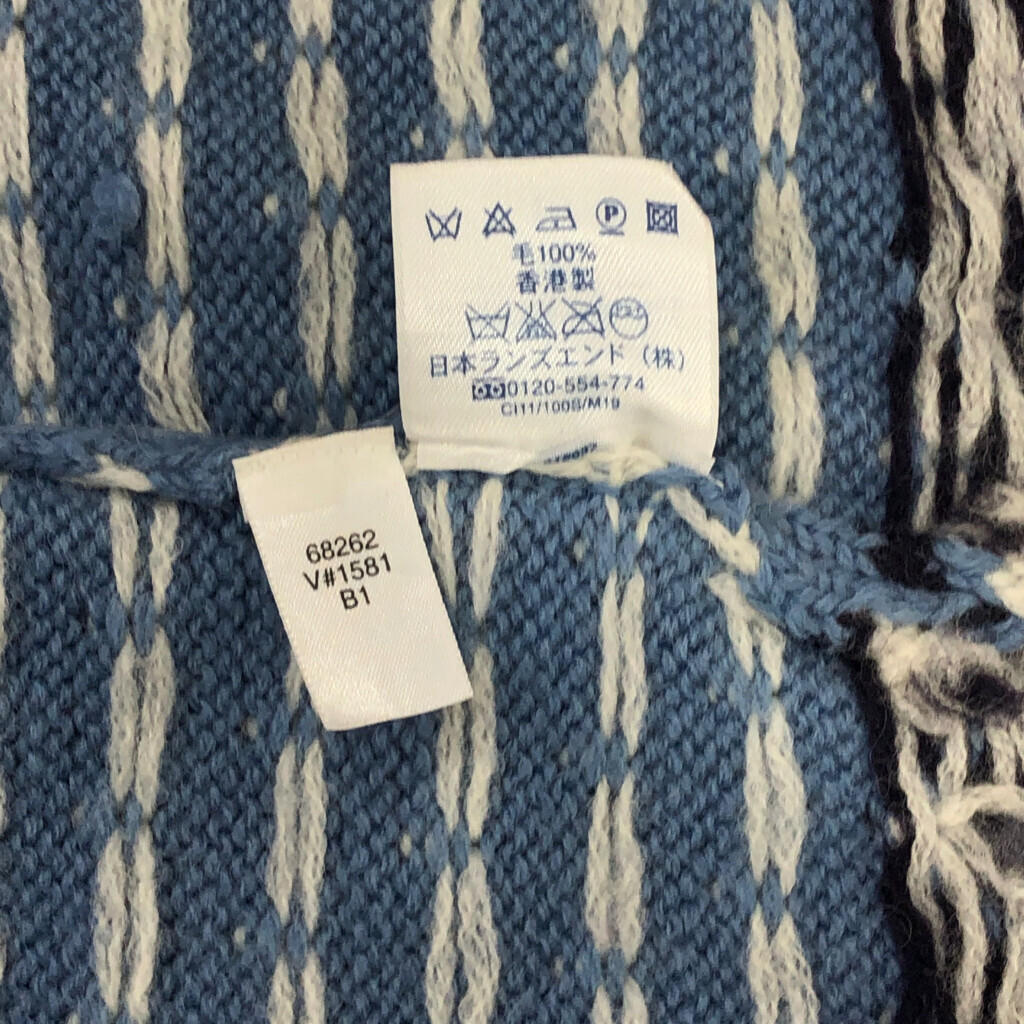 P
毛100%
香港製
日本ランズエンド（株）
0120-554-774
CI11/100S/M19
68262
V#1581
B1